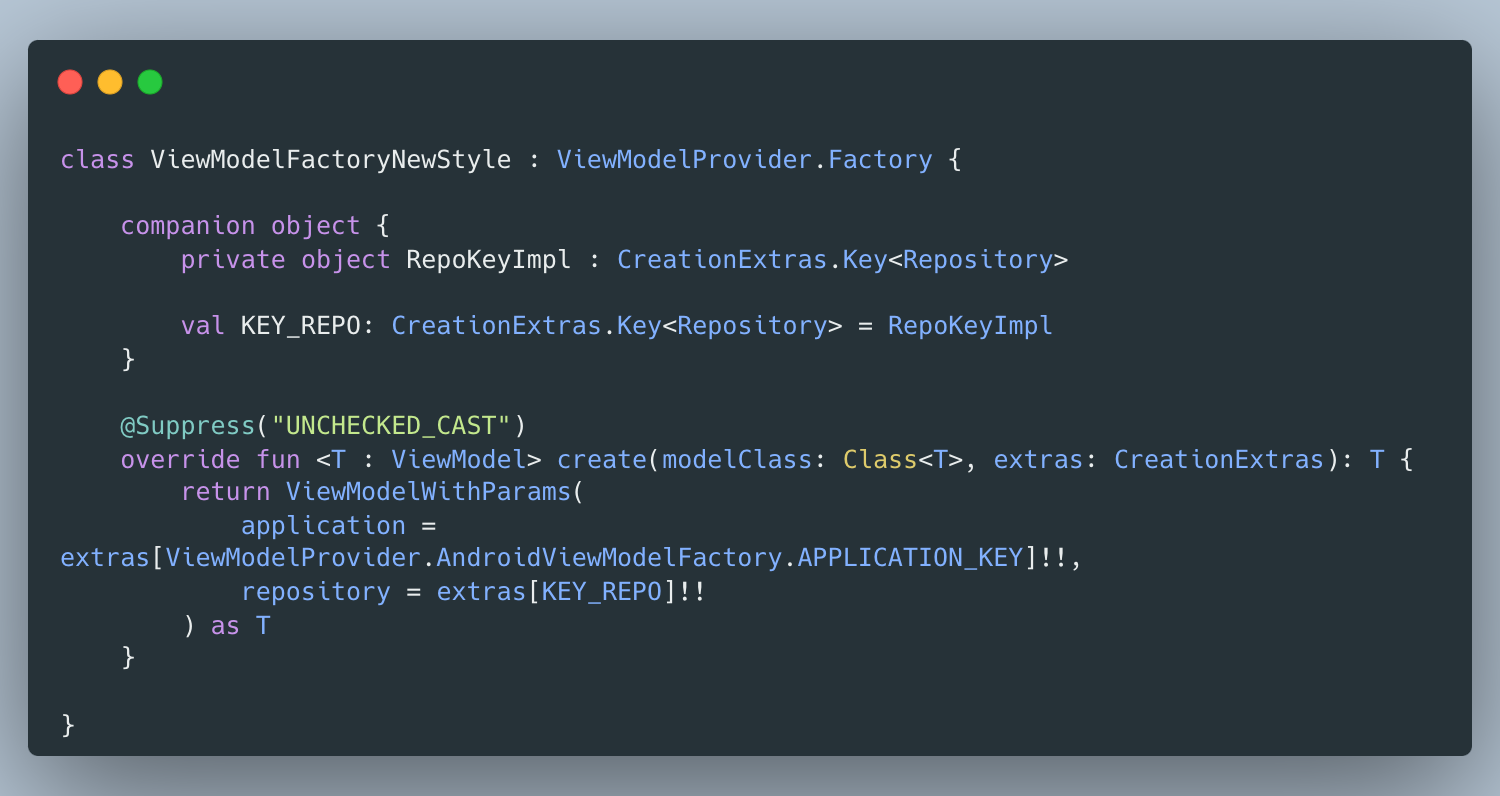 class ViewModelFactoryNewStyle : ViewModelProvider.Factory {
    companion object {
        private object RepoKeyImpl : CreationExtras.Key<Repository>
        val KEY_REPO: CreationExtras.Key<Repository> = RepoKeyImpl
    }
    @Suppress("UNCHECKED_CAST")
    override fun <T : ViewModel> create(modelClass: Class<T>, extras: CreationExtras): T {
        return ViewModelWithParams(
            application =
extras[ViewModelProvider.AndroidViewModelFactory.APPLICATION_KEY]!!,
            repository = extras[KEY_REPO]!!
        ) as T
    }
}